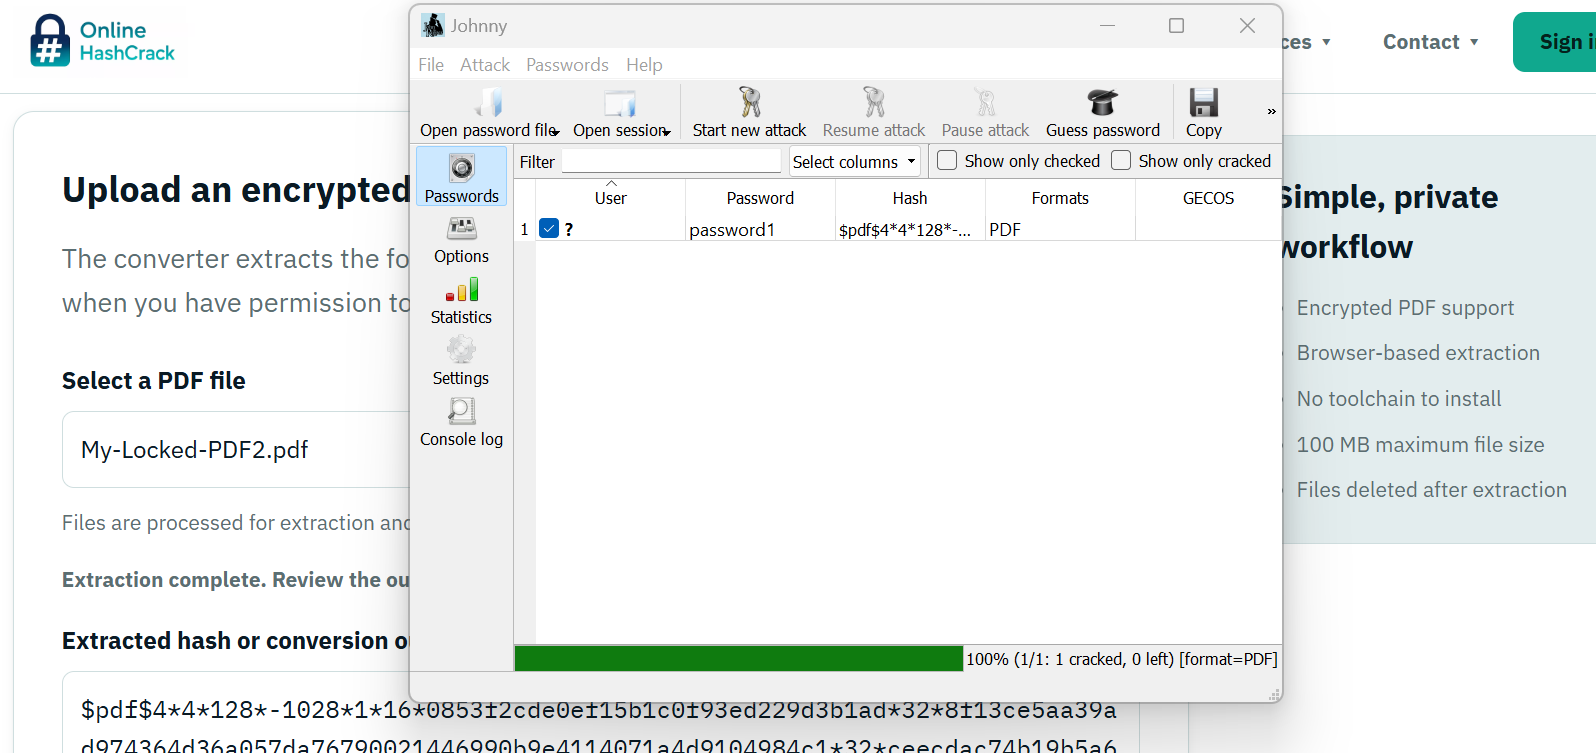 Online
HashCrack
ces
Contact
Sign i
Upload an encrypted
The converter extracts the fo
when you have permission to
Select a PDF file
My-Locked-PDF2.pdf
Files are processed for extraction and
Extraction complete. Review the ou
Extracted hash or conversion o
$pdf$4*4*128*-1028*1*16*0853f2cde0ef15b1c0f93ed229d3b1ad*32*8f13ce5aa39a
d974364d36a057da76790021446990b9e4114071a4d9104984c1*32*ceecdac74b19b5a6
Johnny
File Attack Passwords Help
Open password file Open session Start new attack Resume attack Pause attack Guess password Copy »
Passwords
Options
Statistics
Settings
Console log
Filter Select columns Show only checked Show only cracked
User Password Hash Formats GECOS
1 ? password1 $pdf$4*4*128*-... PDF
100% (1/1: 1 cracked, 0 left) [format=PDF]
Simple, private
workflow
Encrypted PDF support
Browser-based extraction
No toolchain to install
100 MB maximum file size
Files deleted after extraction